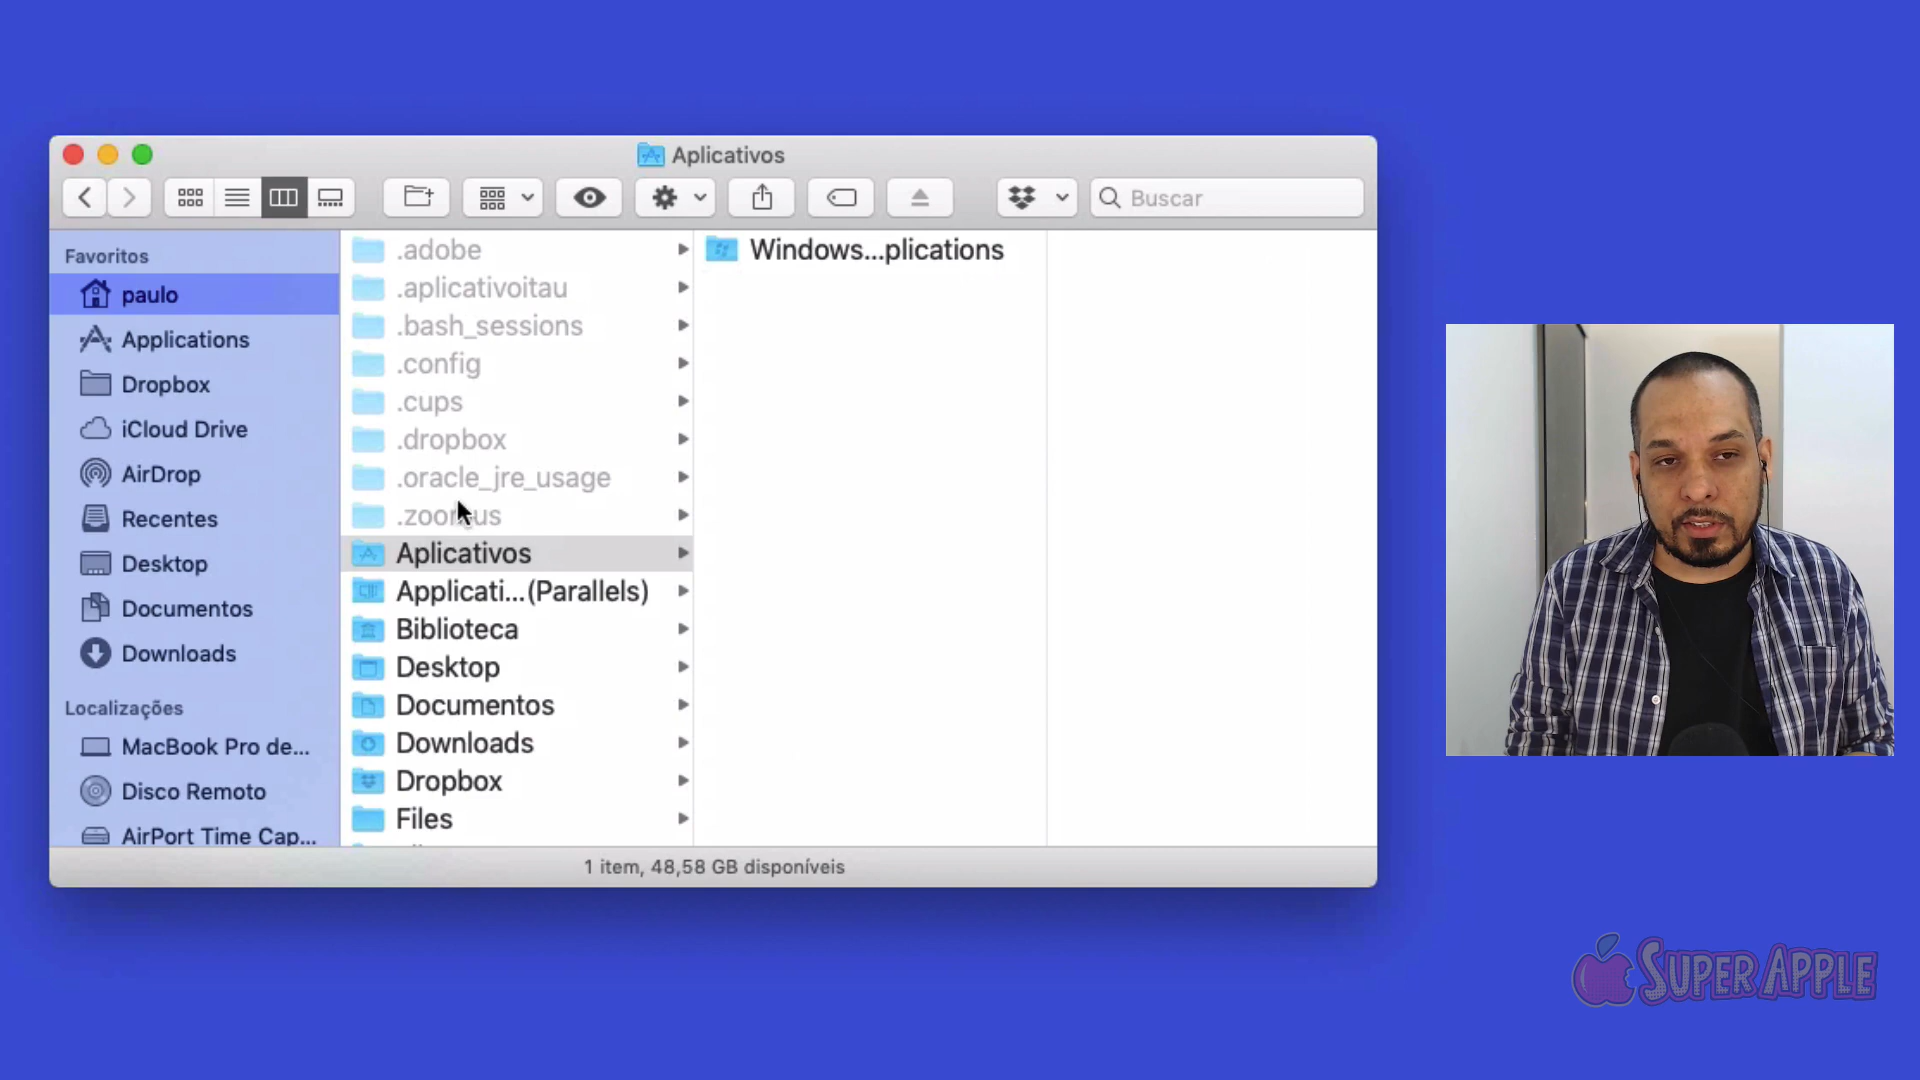 Aplicativos
Buscar
Favoritos
paulo
Applications
Dropbox
iCloud Drive
AirDrop
Recentes
Desktop
Documentos
Downloads
Localizações
MacBook Pro de...
Disco Remoto
AirPort Time Cap...
.adobe
.aplicativoitau
.bash_sessions
.config
.cups
.dropbox
.oracle_jre_usage
Aplicativos
Applicati...(Parallels)
Biblioteca
Desktop
Documentos
Downloads
Dropbox
Files
Windows...plications
1 item, 48,58 GB disponíveis
SUPER APPLE